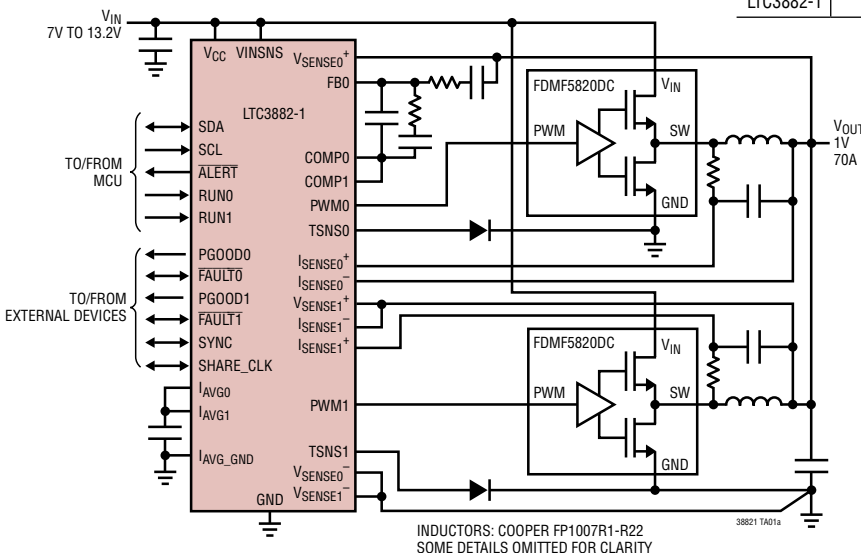 LTC3882-1
VIN
7V TO 13.2V
VCC VINSNS
VSENSE0+
FB0
LTC3882-1
SDA
SCL
ALERT
RUN0
RUN1
TO/FROM
MCU
COMP0
COMP1
PWM0
TSNS0
ISENSE0+
ISENSE0−
VSENSE1+
ISENSE1−
ISENSE1+
PGOOD0
FAULT0
PGOOD1
FAULT1
SYNC
SHARE_CLK
TO/FROM
EXTERNAL DEVICES
IAVG0
IAVG1
IAVG_GND
PWM1
TSNS1
VSENSE0−
VSENSE1−
GND
FDMF5820DC
VIN
PWM
SW
GND
VOUT
1V
70A
FDMF5820DC
VIN
PWM
SW
GND
38821 TA01a
INDUCTORS: COOPER FP1007R1-R22
SOME DETAILS OMITTED FOR CLARITY